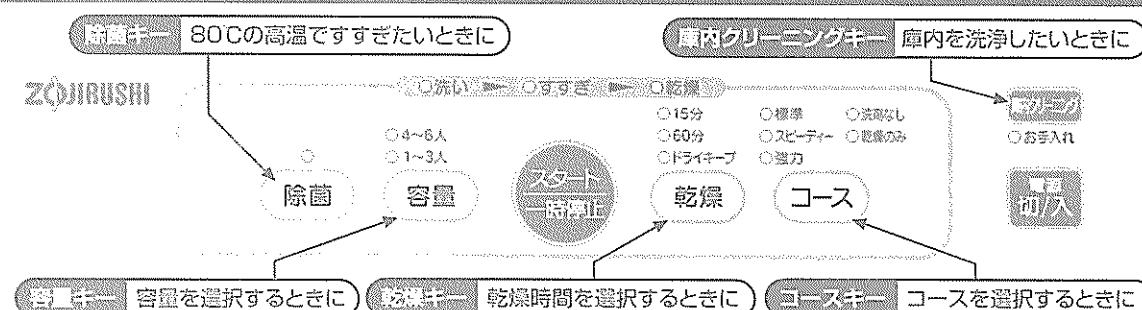 除菌キー 80℃の高温ですすぎたいときに
庫内クリーニングキー 庫内を洗浄したいときに
ZOJIRUSHI
洗い すすぎ 乾燥
15分 標準 洗剤なし
庫内クリーニング
4~6人 60分 スピーディー 乾燥のみ お手入れ
1~3人 ドライキープ 強力
除菌 容量 スタート 乾燥 コース 電源
一時停止 切/入
容量キー 容量を選択するときに
乾燥キー 乾燥時間を選択するときに
コースキー コースを選択するときに